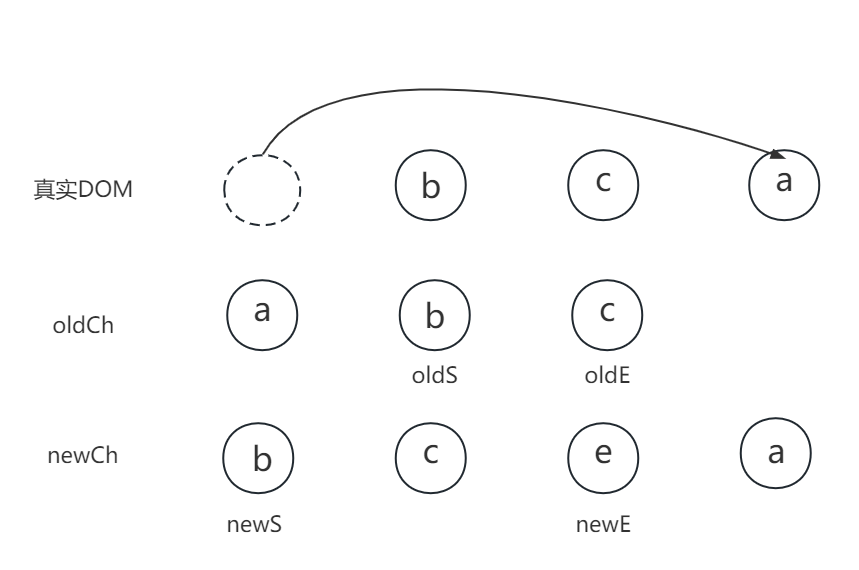 真实DOM b c a
oldCh a b c
oldS oldE
newCh b c e a
newS newE